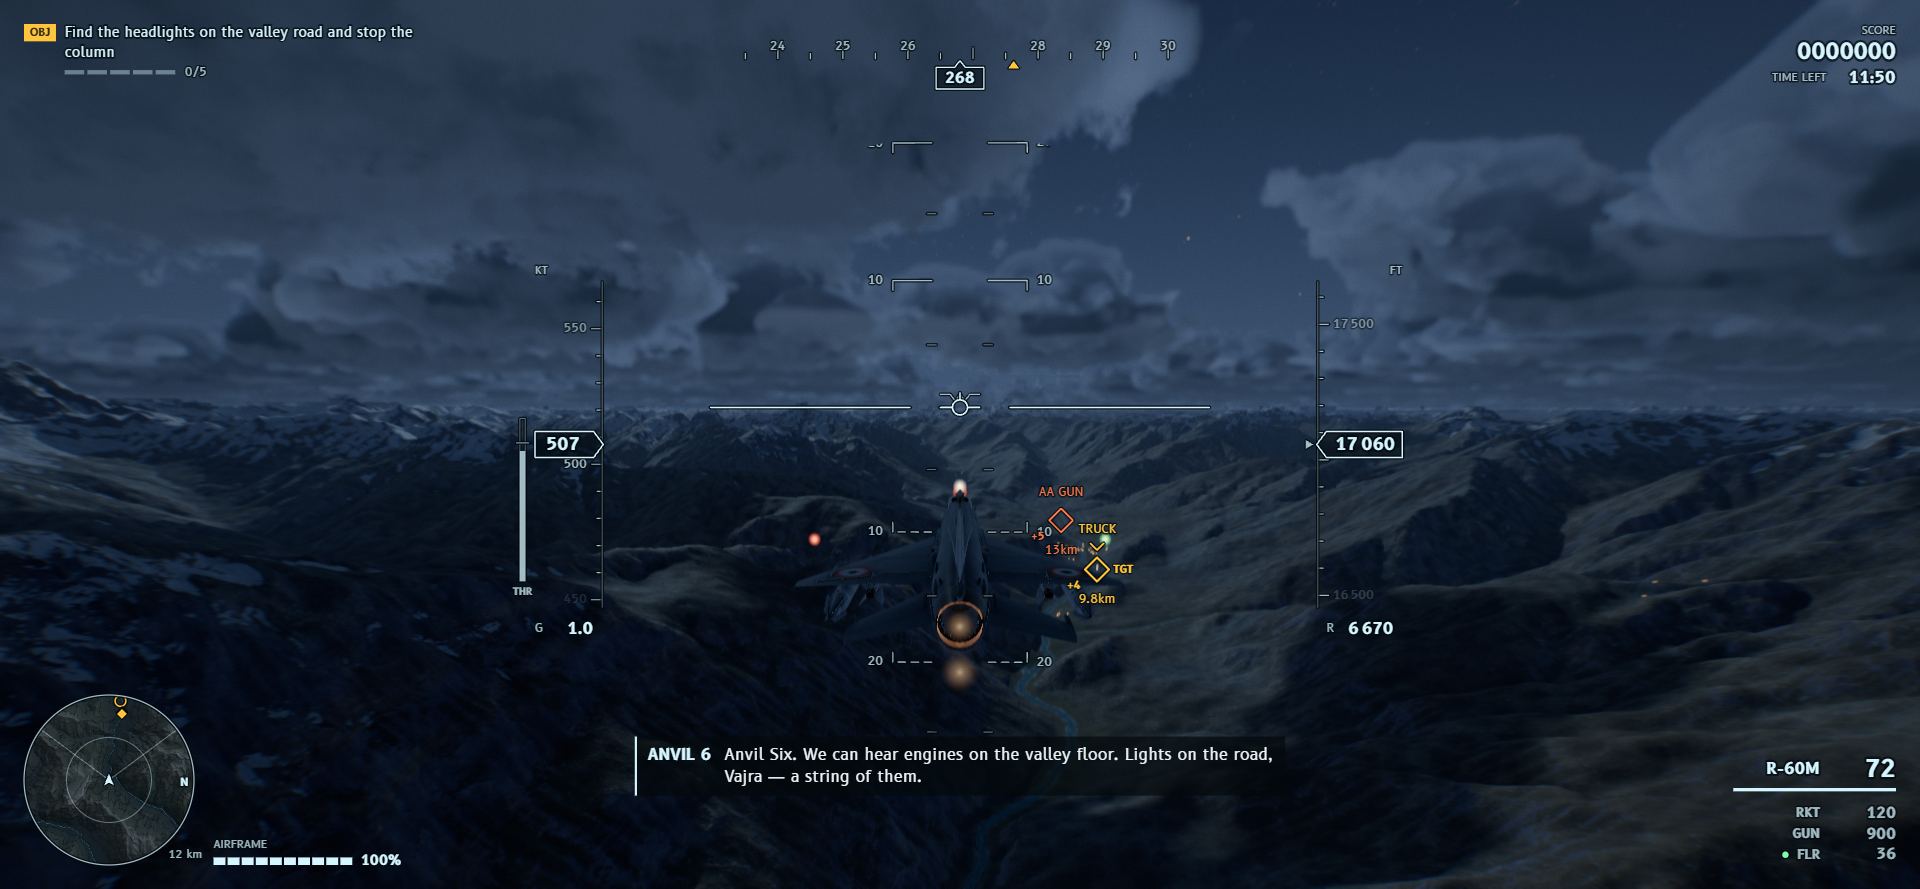 OBJ Find the headlights on the valley road and stop the
column
0/5
24 25 26 28 29 30
268
SCORE
0000000
TIME LEFT 11:50
KT
FT
10 10
550
17 500
507
17 060
500
AA GUN
10 10
TRUCK
+5
13km
TGT
+4
9.8km
THR
450
16 500
G 1.0
R 6 670
20 20
ANVIL 6 Anvil Six. We can hear engines on the valley floor. Lights on the road,
Vajra — a string of them.
N
12 km
AIRFRAME
100%
R-60M 72
RKT 120
GUN 900
FLR 36